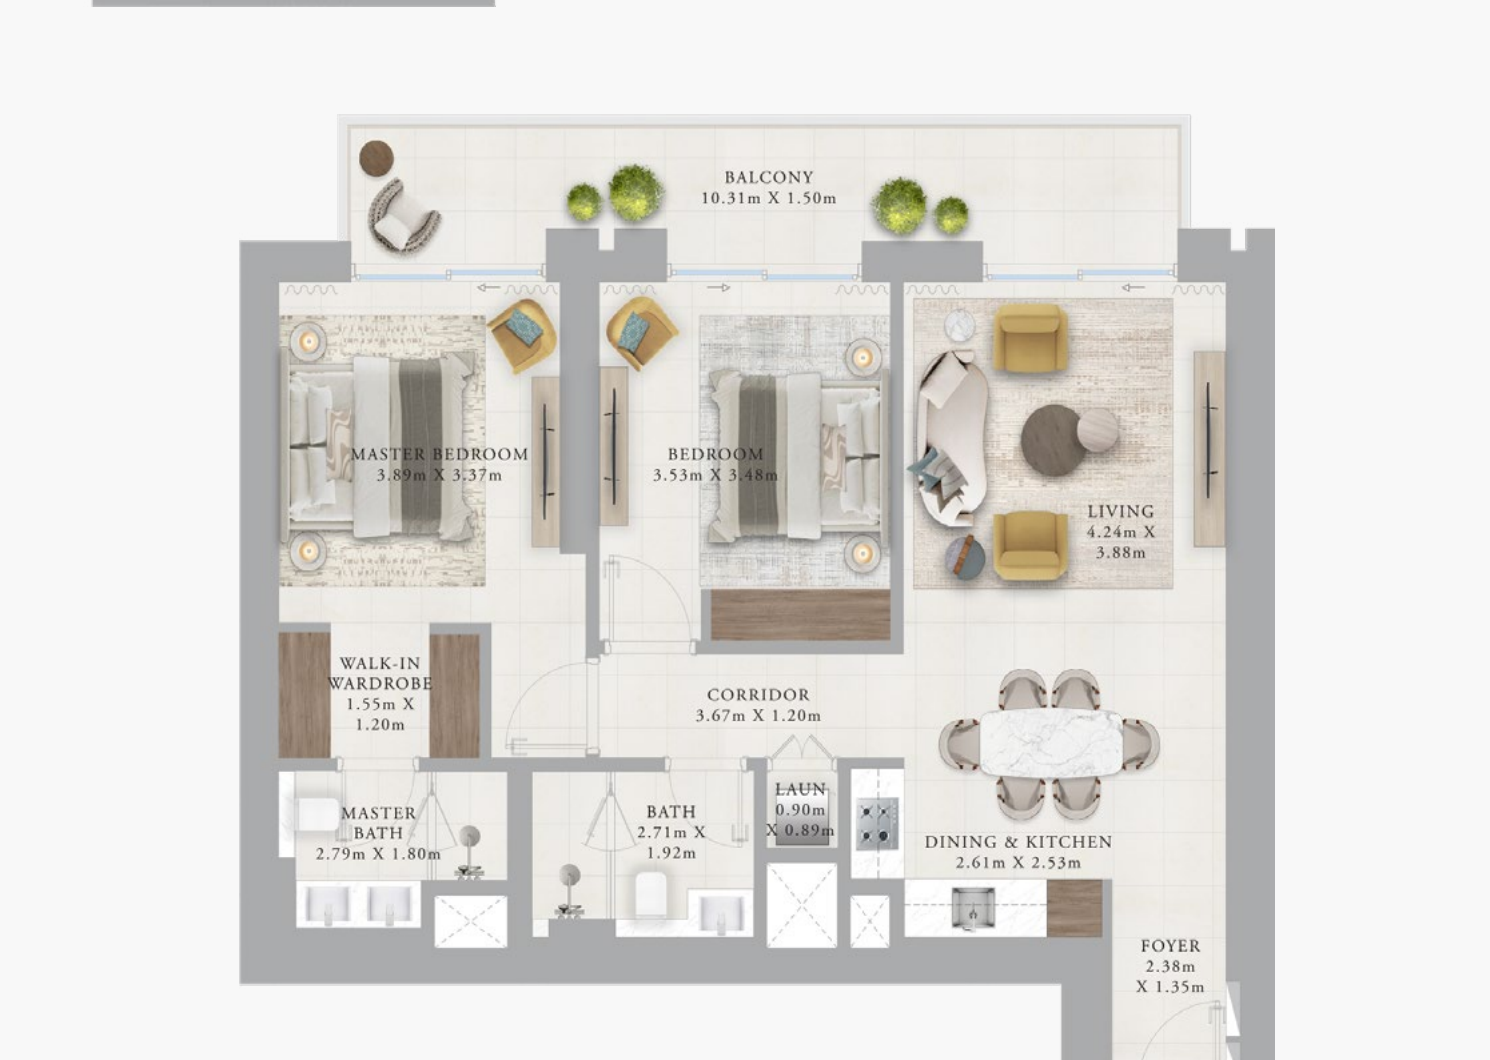 BALCONY
10.31m X 1.50m
MASTER BEDROOM
3.89m X 3.37m
BEDROOM
3.53m X 3.48m
LIVING
4.24m X
3.88m
WALK-IN
WARDROBE
1.55m X
1.20m
CORRIDOR
3.67m X 1.20m
MASTER
BATH
2.79m X 1.80m
BATH
2.71m X
1.92m
LAUN
0.90m
X 0.89m
DINING & KITCHEN
2.61m X 2.53m
FOYER
2.38m
X 1.35m